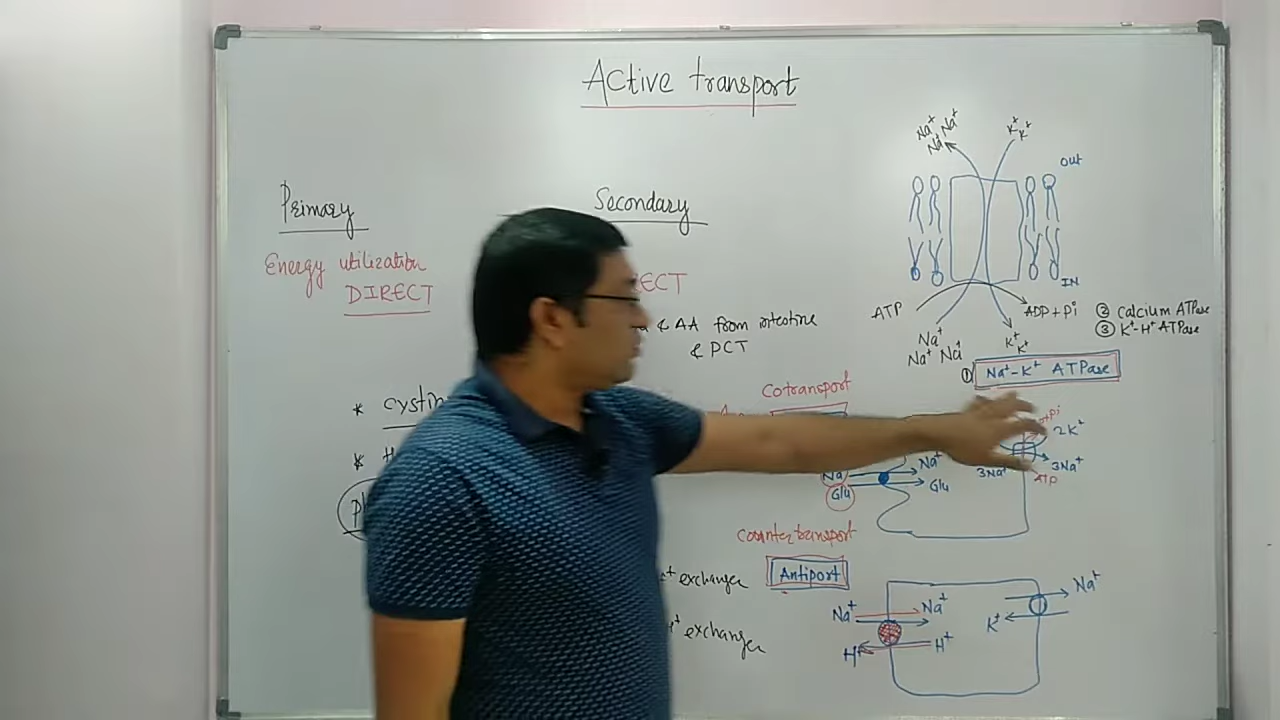 Active transport
Primary
Energy utilization
DIRECT
Secondary
ECT
& AA from intestine
& PCT
* cystin
*
Cotransport
Na⁺
Glu
Na⁺
Glu
Countertransport
Antiport
exchanger
H⁺ exchanger
Na⁺ Na⁺
Na⁺
K⁺
K⁺
OUT
IN
ATP
ADP + Pi
Na⁺
Na⁺ Na⁺
K⁺
K⁺
② Calcium ATPase
③ K⁺-H⁺ ATPase
① Na⁺-K⁺ ATPase
Pi
2K⁺
3Na⁺
3Na⁺
ATP
Na⁺
Na⁺
H⁺
H⁺
Na⁺
K⁺